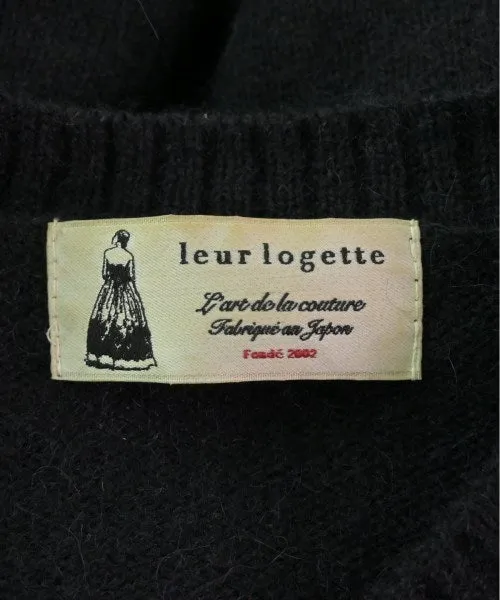 leur logette
L'art de la couture
Fabriqué au Japon
Fondé 2002